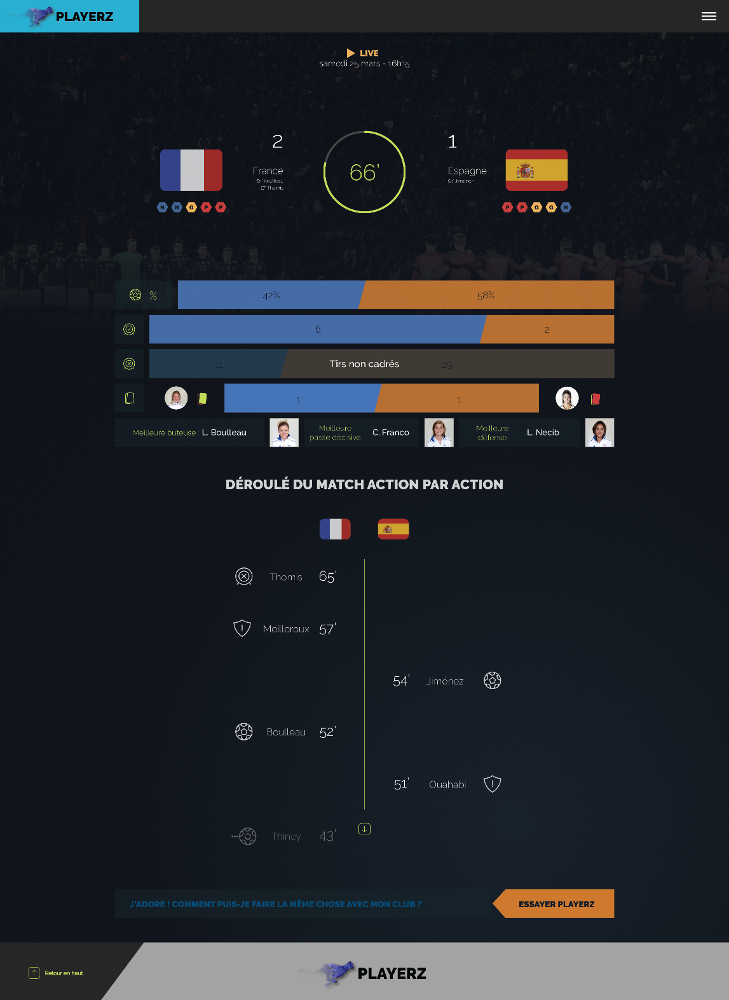 PLAYERZ
LIVE
samedi 25 mars - 16h15
2
France
52' Boulleau
17' Thomis
66'
1
Espagne
54' Jiménez
N N G P P
P P G G N
%
42%
58%
6
2
11
Tirs non cadrés
29
1
1
Meilleure buteuse : L. Boulleau
Meilleure
passe décisive
C. Franco
Meilleure
défense
L. Necib
DÉROULÉ DU MATCH ACTION PAR ACTION
Thomis 65'
Meilleroux 57'
54' Jiménez
Boulleau 52'
51' Ouahabi
Thiney 43'
J'ADORE ! COMMENT PUIS-JE FAIRE LA MÊME CHOSE AVEC MON CLUB ?
ESSAYER PLAYERZ
Retour en haut
PLAYERZ